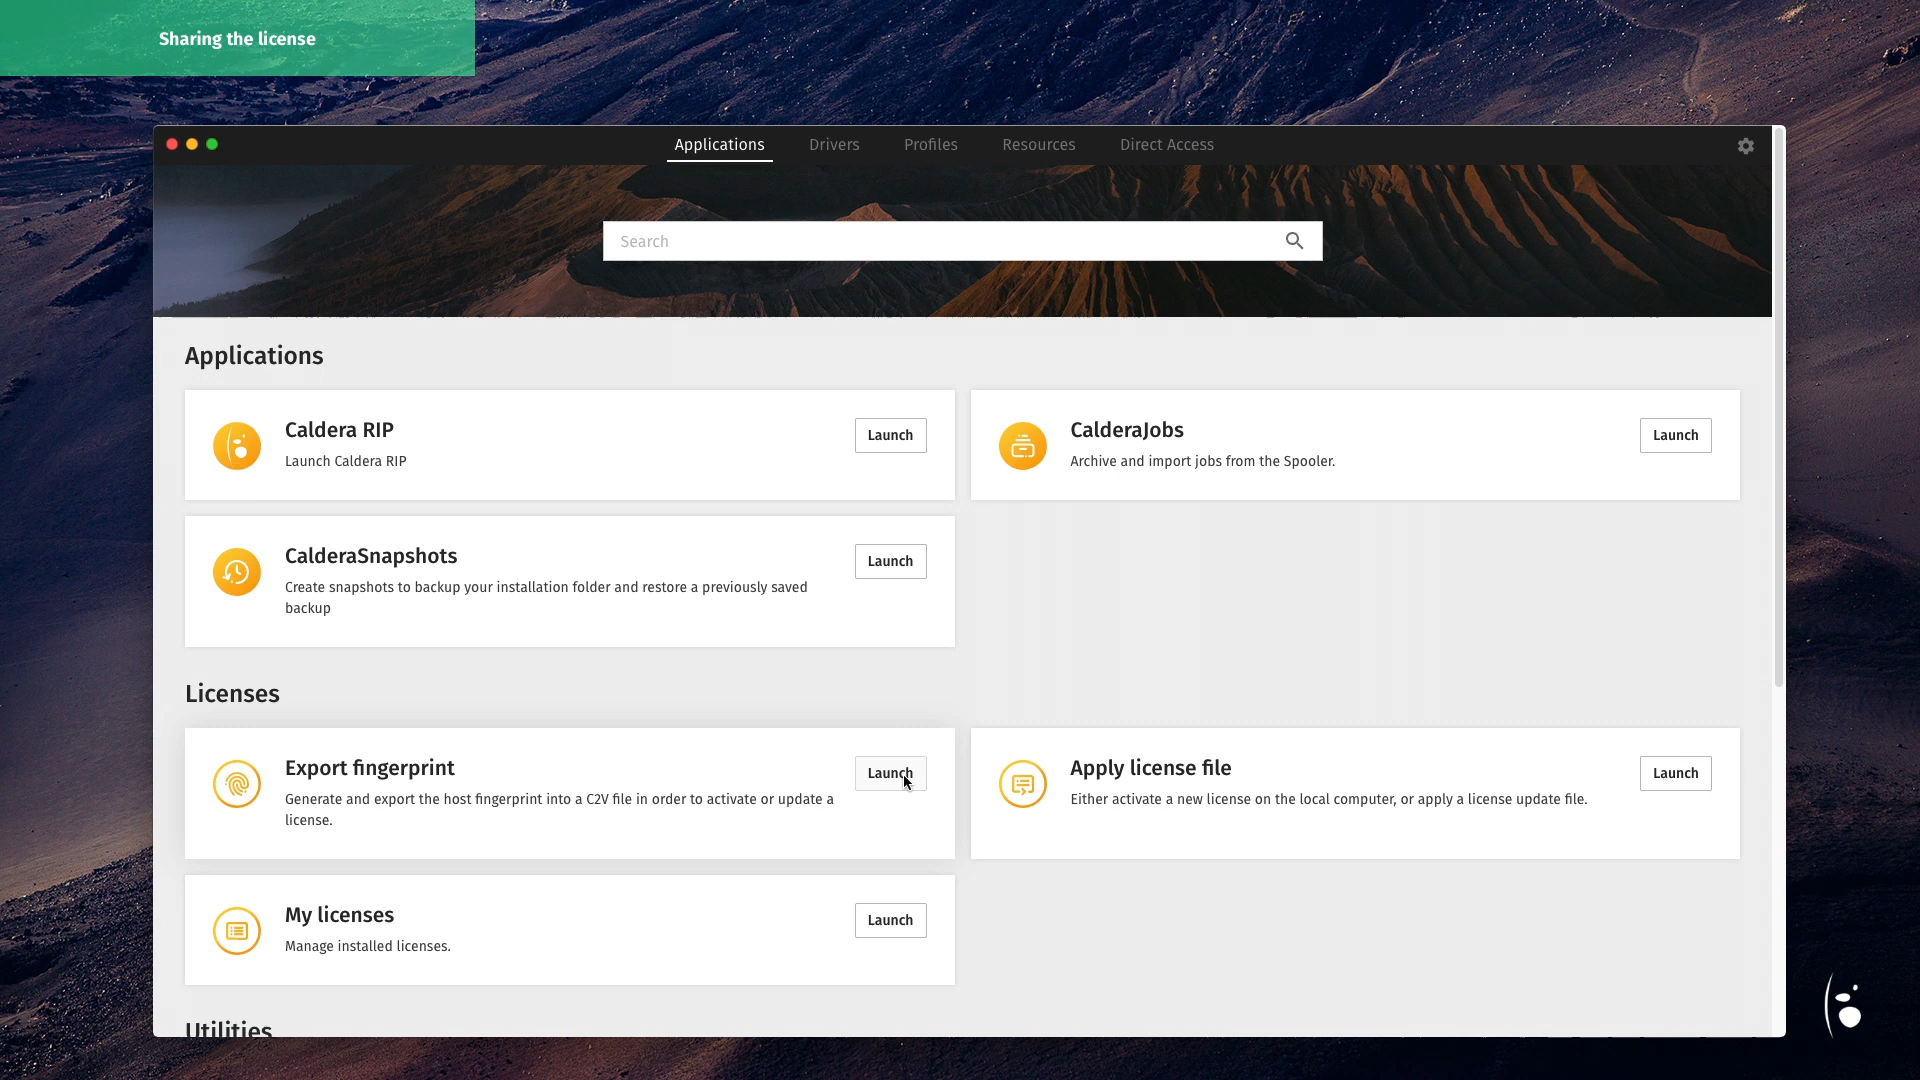 Sharing the license
Applications Drivers Profiles Resources Direct Access
Search
Applications
Caldera RIP
Launch Caldera RIP
Launch
CalderaJobs
Archive and import jobs from the Spooler.
Launch
CalderaSnapshots
Create snapshots to backup your installation folder and restore a previously saved
backup
Launch
Licenses
Export fingerprint
Generate and export the host fingerprint into a C2V file in order to activate or update a
license.
Launch
Apply license file
Either activate a new license on the local computer, or apply a license update file.
Launch
My licenses
Manage installed licenses.
Launch
Utilities